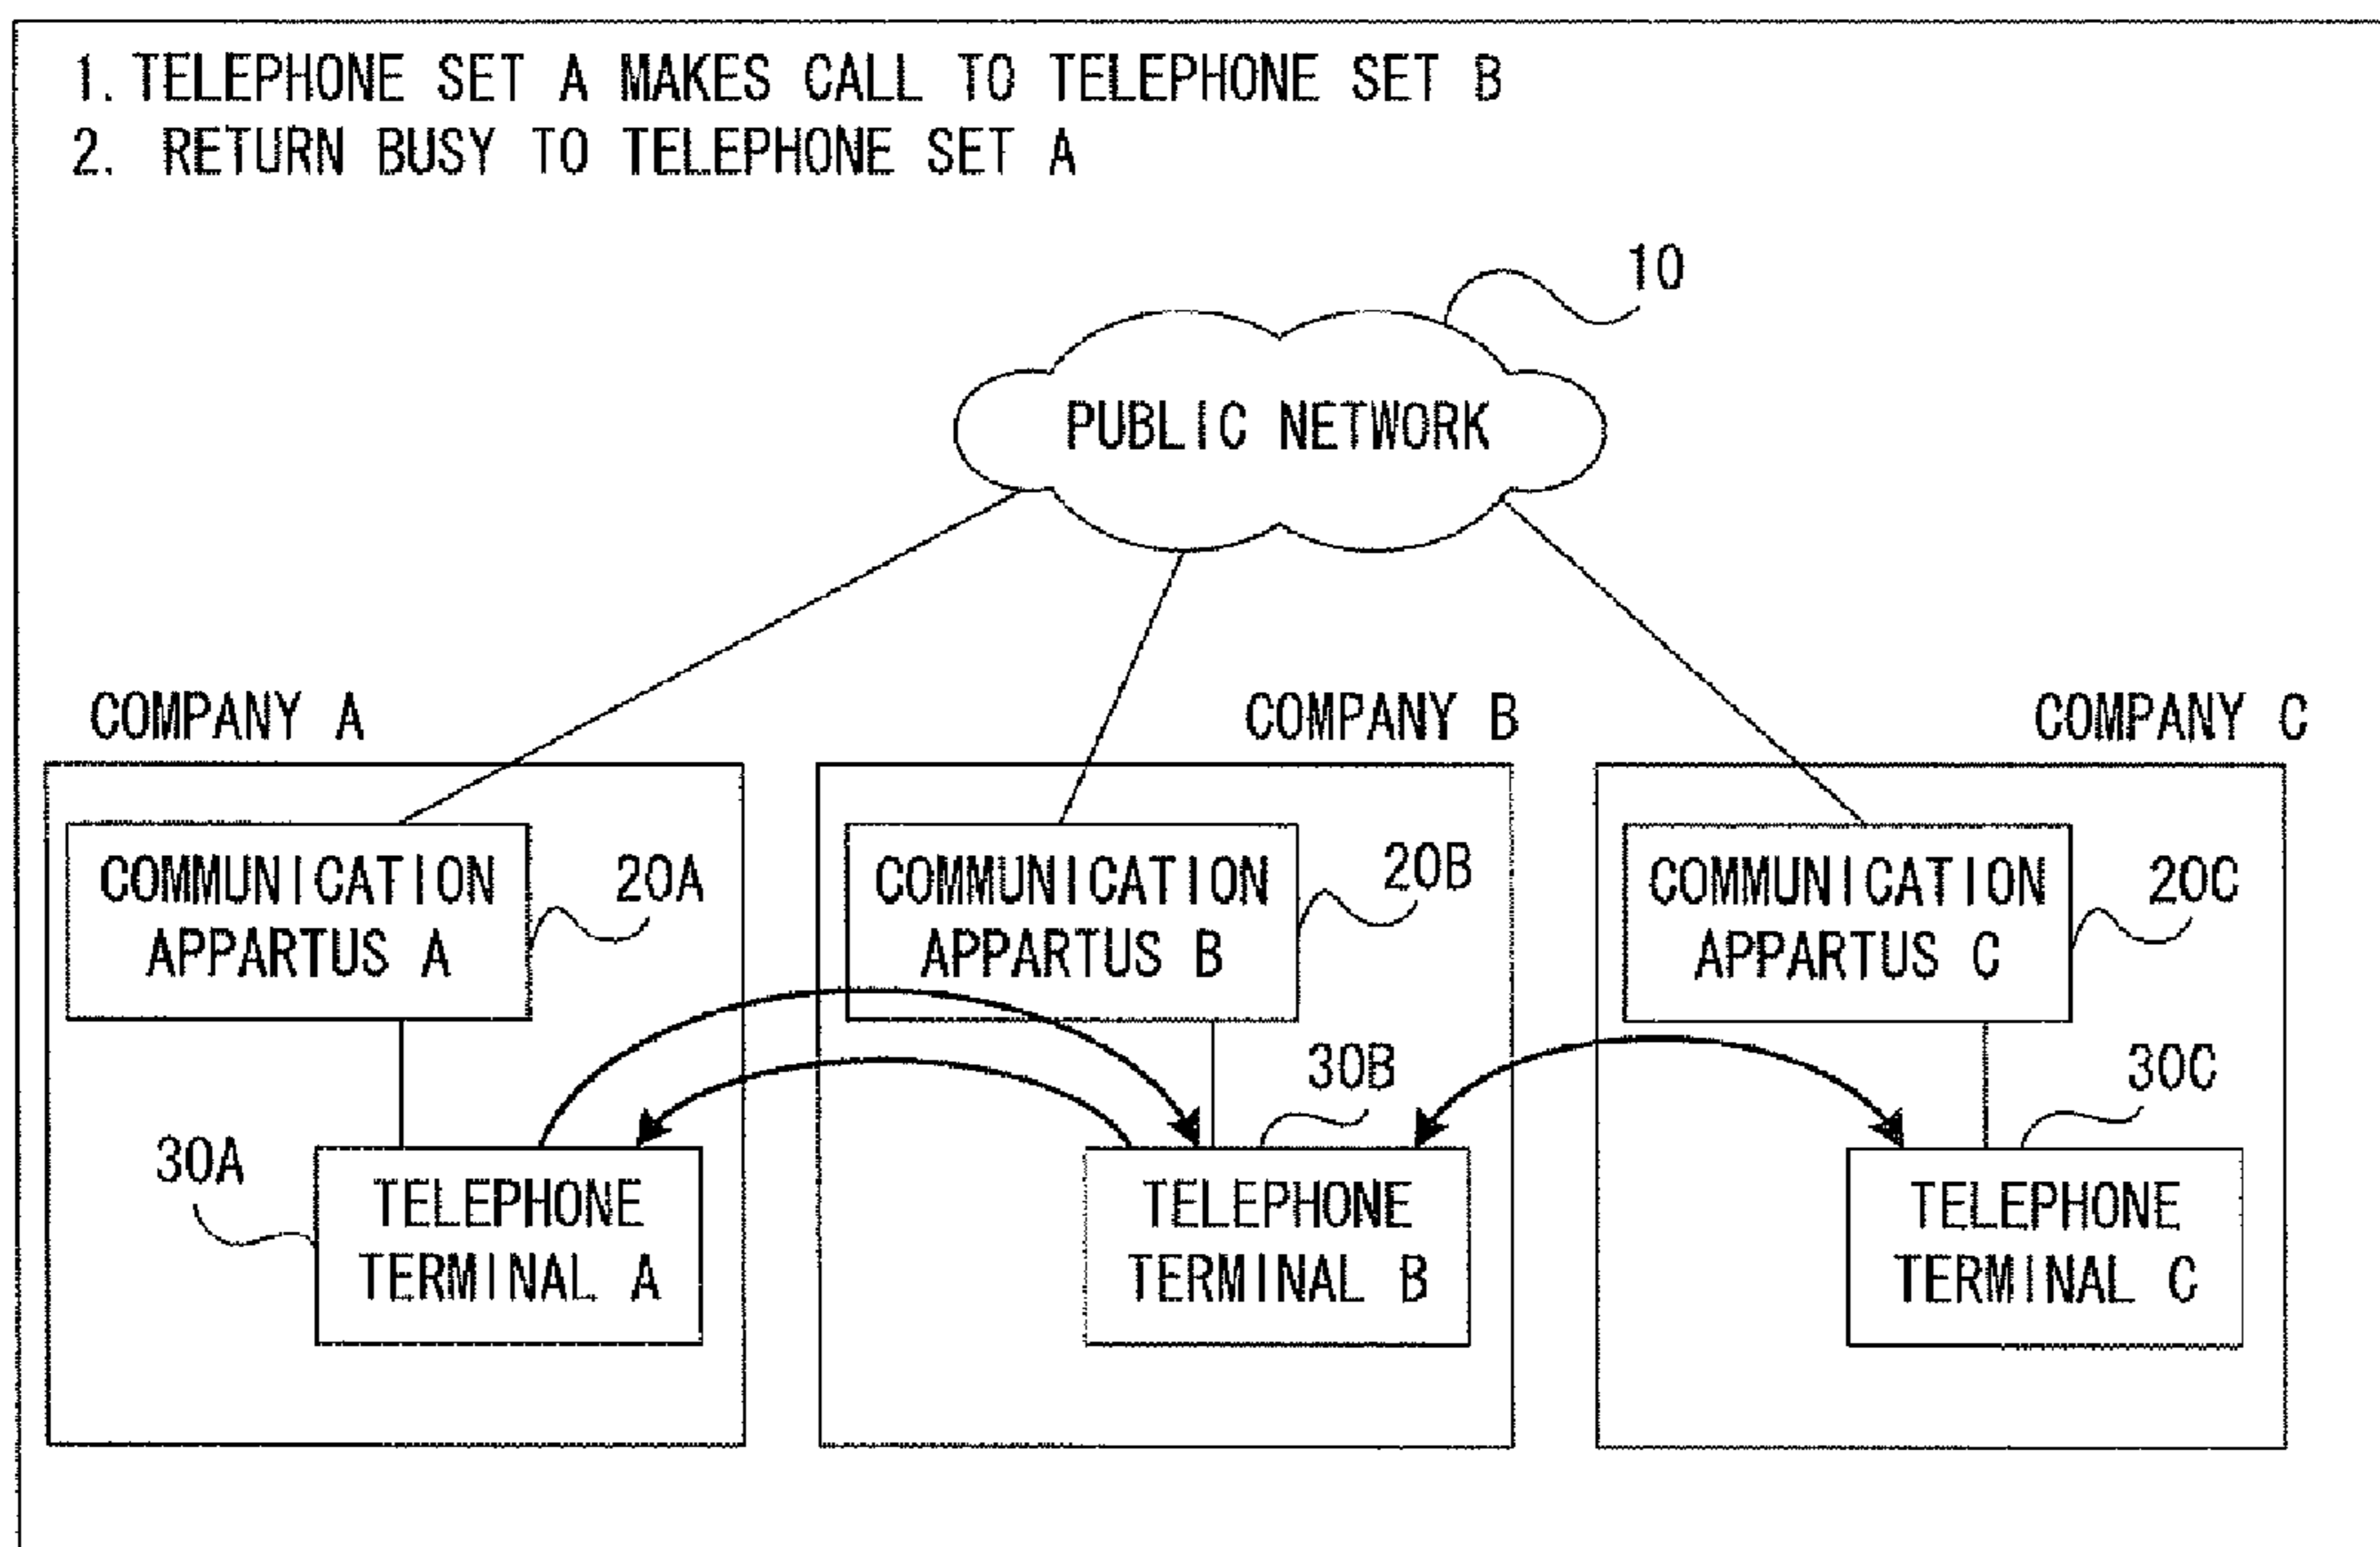 1. TELEPHONE SET A MAKES CALL TO TELEPHONE SET B
2. RETURN BUSY TO TELEPHONE SET A
10
PUBLIC NETWORK
COMPANY A
COMPANY B
COMPANY C
COMMUNICATION
APPARTUS A
20A
COMMUNICATION
APPARTUS B
20B
COMMUNICATION
APPARTUS C
20C
30A
TELEPHONE
TERMINAL A
30B
TELEPHONE
TERMINAL B
30C
TELEPHONE
TERMINAL C